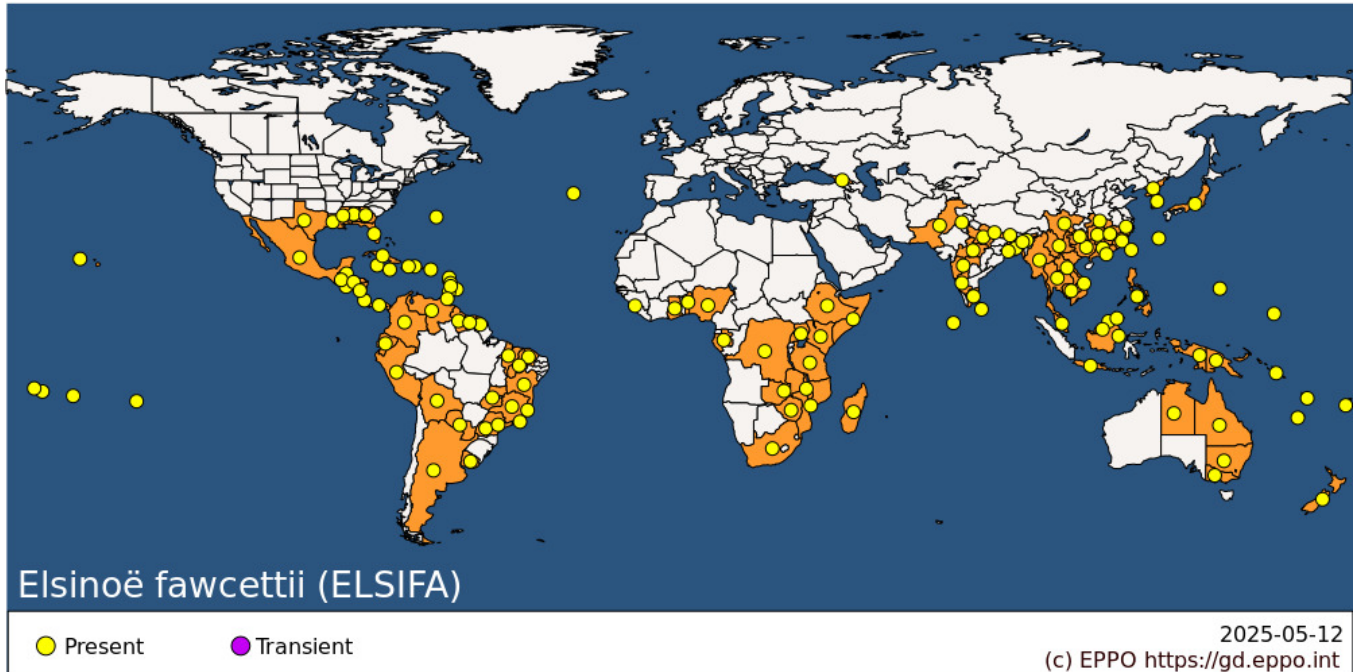 Elsinoë fawcettii (ELSIFA)
Present
Transient
2025-05-12
(c) EPPO https://gd.eppo.int